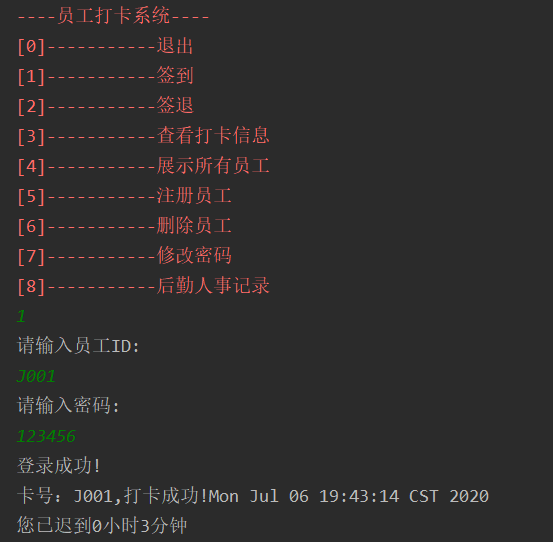 ----员工打卡系统----
[0]-----------退出
[1]-----------签到
[2]-----------签退
[3]-----------查看打卡信息
[4]-----------展示所有员工
[5]-----------注册员工
[6]-----------删除员工
[7]-----------修改密码
[8]-----------后勤人事记录
1
请输入员工ID:
J001
请输入密码:
123456
登录成功!
卡号：J001,打卡成功!Mon Jul 06 19:43:14 CST 2020
您已迟到0小时3分钟